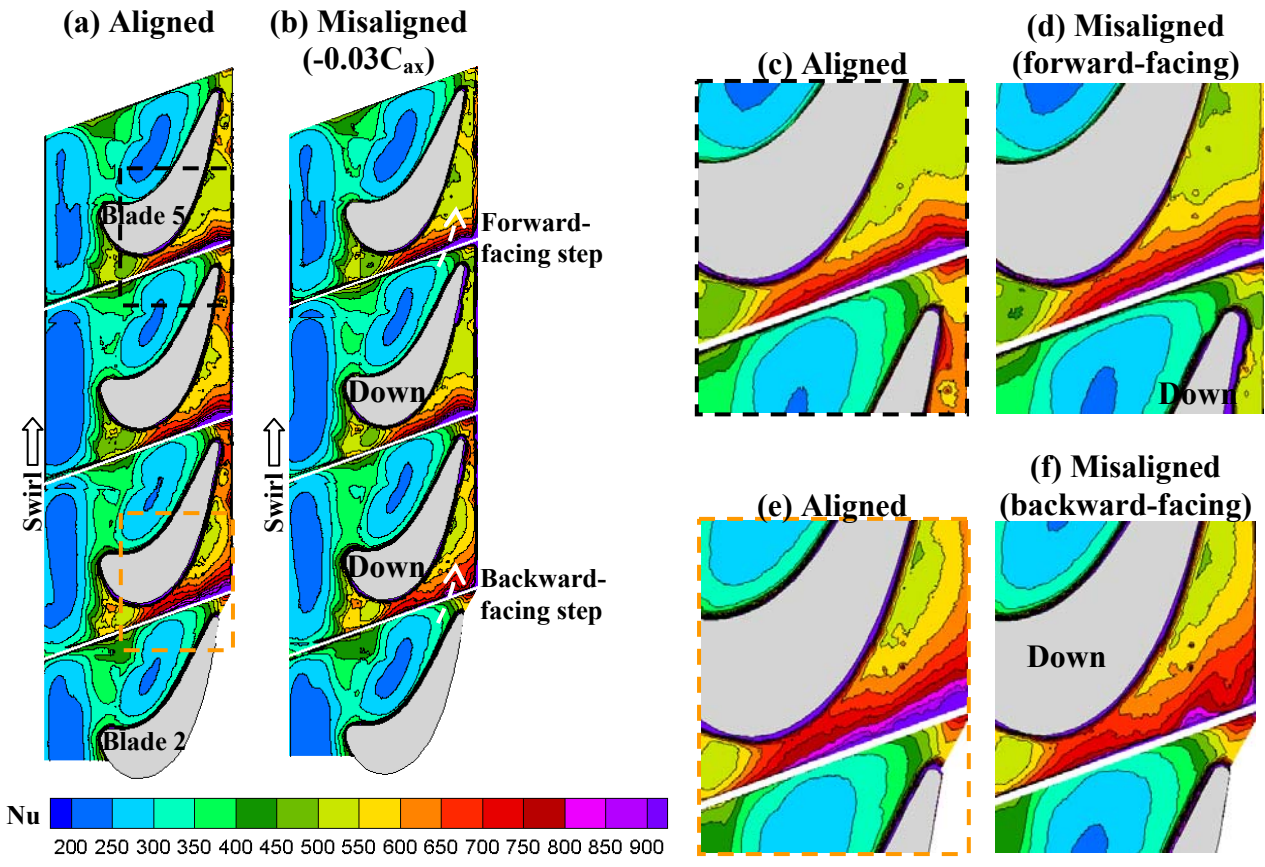 (a) Aligned
(b) Misaligned
(-0.03Cax)
(c) Aligned
(d) Misaligned
(forward-facing)
Blade 5
Forward-
facing step
Down
Down
Swirl
Swirl
Down
Backward-
facing step
Blade 2
(e) Aligned
(f) Misaligned
(backward-facing)
Down
Nu
200 250 300 350 400 450 500 550 600 650 700 750 800 850 900